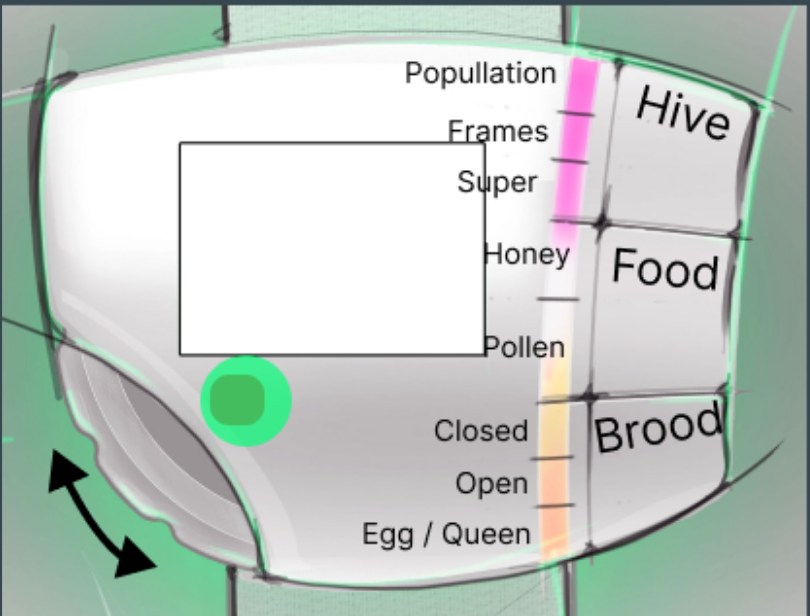 Popullation
Frames
Super
Honey
Pollen
Closed
Open
Egg / Queen
Hive
Food
Brood